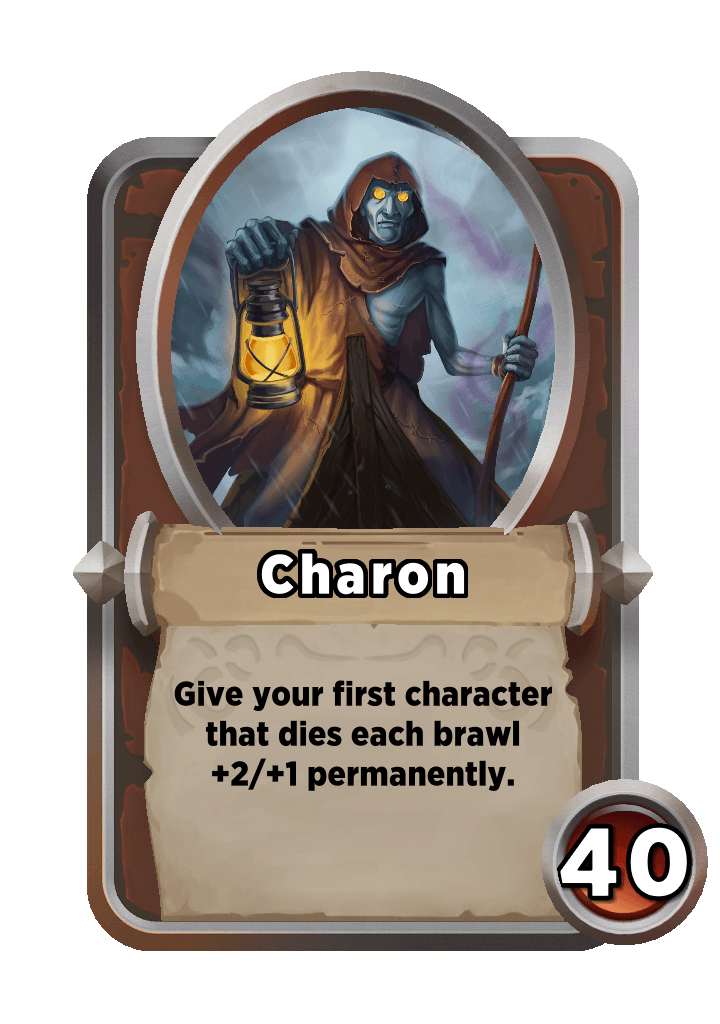 Charon
Give your first character
that dies each brawl
+2/+1 permanently.
40